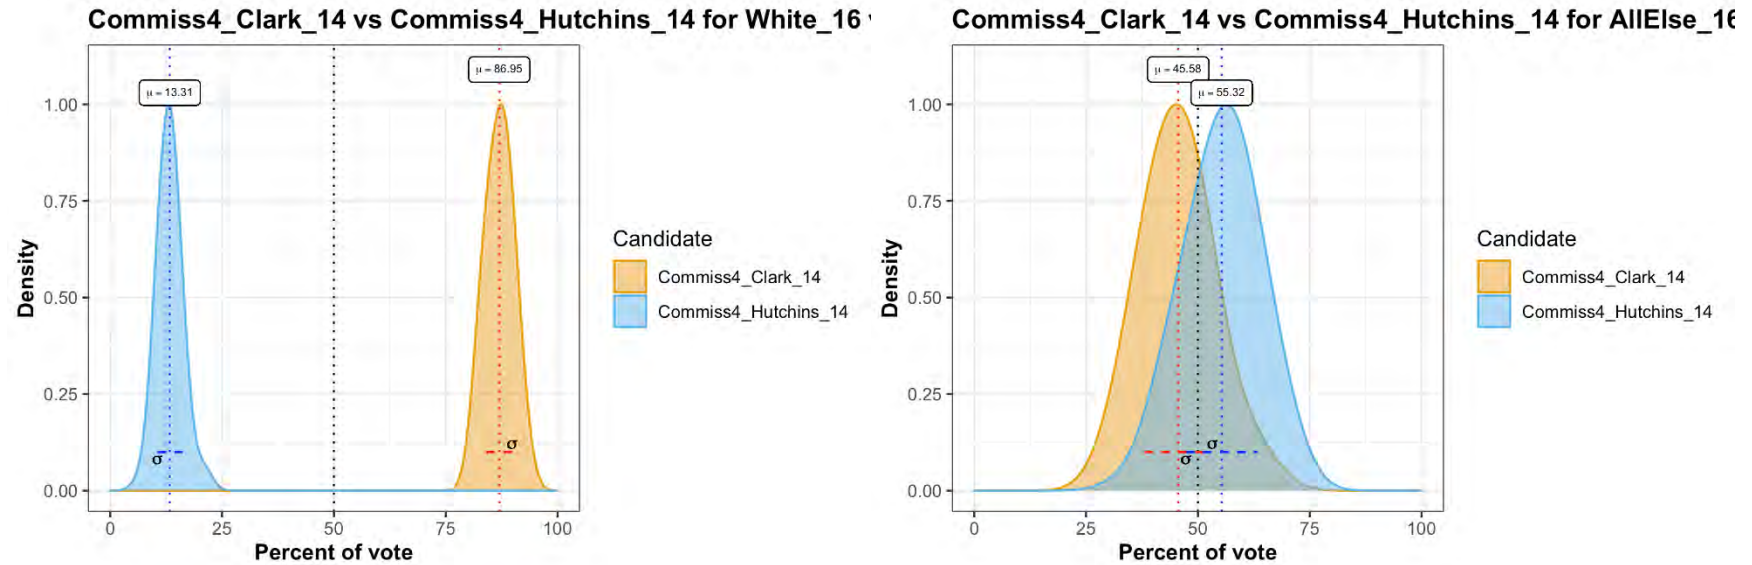 Commiss4_Clark_14 vs Commiss4_Hutchins_14 for White_16
μ = 86.95
μ = 13.31
1.00
0.75
0.50
0.25
0.00
Density
σ
σ
0 25 50 75 100
Percent of vote
Candidate
Commiss4_Clark_14
Commiss4_Hutchins_14
Commiss4_Clark_14 vs Commiss4_Hutchins_14 for AllElse_16
μ = 45.58
μ = 55.32
1.00
0.75
0.50
0.25
0.00
Density
σ
σ
0 25 50 75 100
Percent of vote
Candidate
Commiss4_Clark_14
Commiss4_Hutchins_14